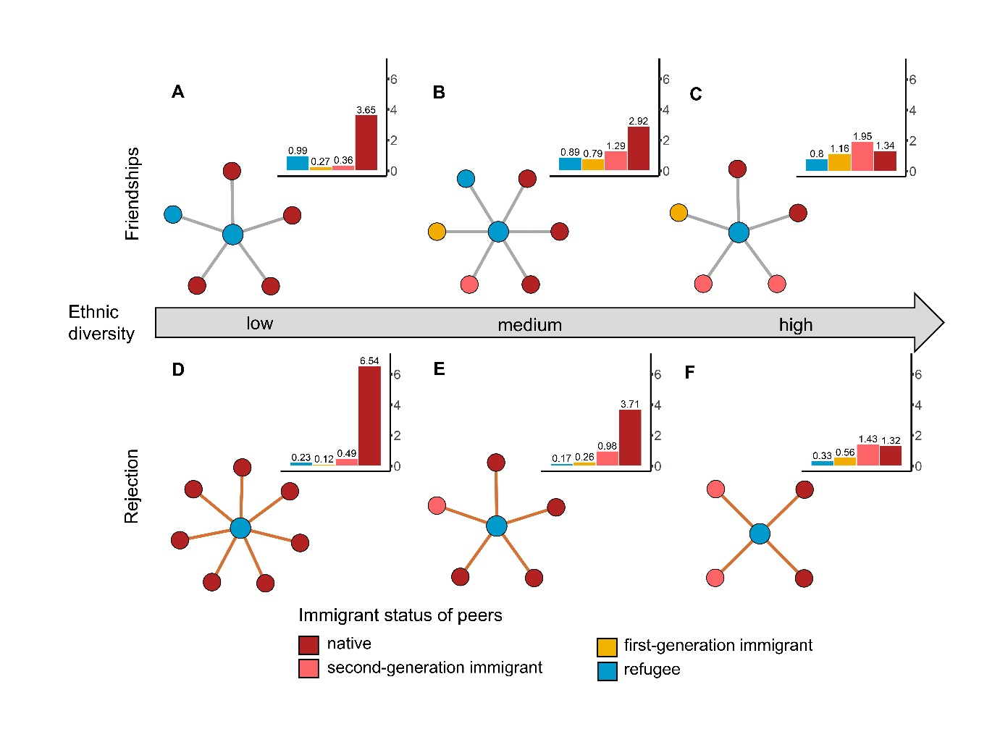 A
0.99
0.27
0.36
3.65
6
4
2
0
B
0.89
0.79
1.29
2.92
6
4
2
0
C
0.8
1.16
1.95
1.34
6
4
2
0
Friendships
Ethnic
diversity
low
medium
high
D
0.23
0.12
0.49
6.54
6
4
2
0
E
0.17
0.26
0.98
3.71
6
4
2
0
F
0.33
0.56
1.43
1.32
6
4
2
0
Rejection
Immigrant status of peers
native
second-generation immigrant
first-generation immigrant
refugee